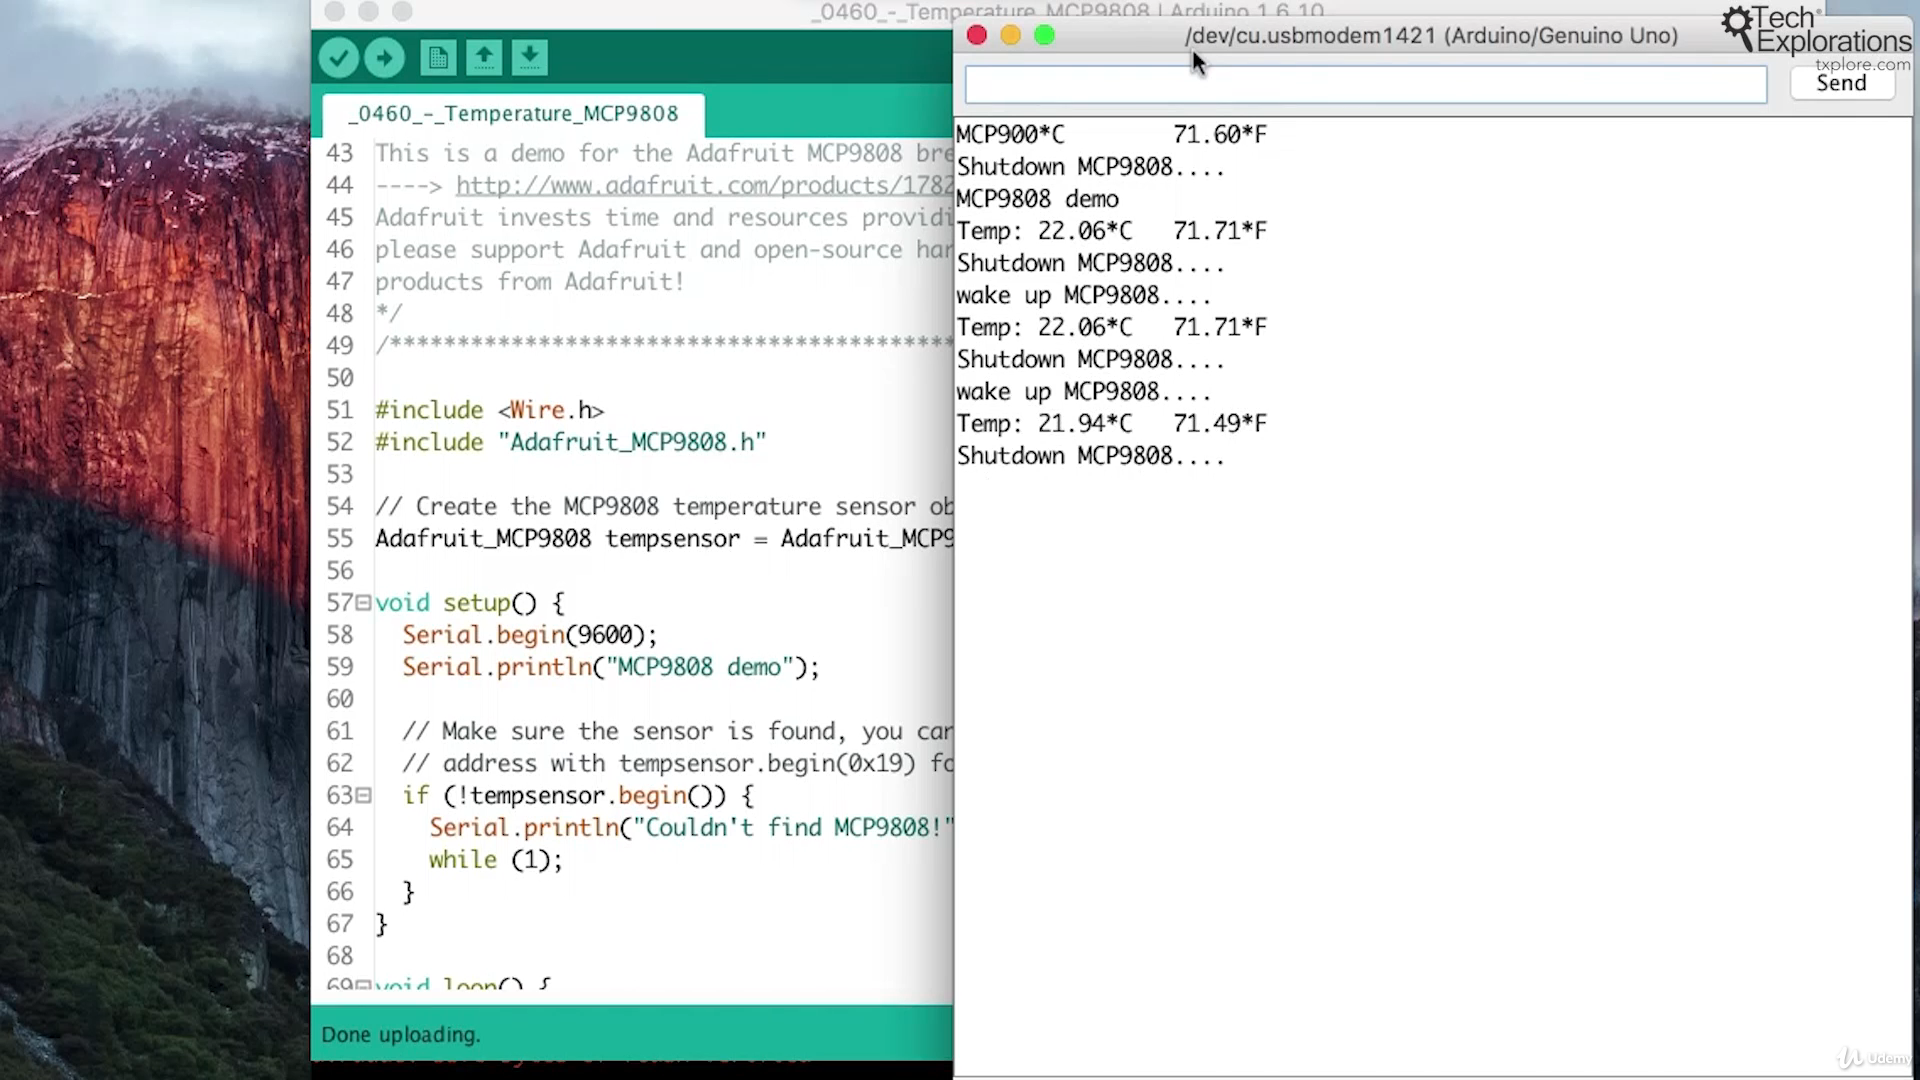 _0460_-_Temperature_MCP9808 | Arduino 1.6.10
_0460_-_Temperature_MCP9808
43 This is a demo for the Adafruit MCP9808 bre
44 ----> http://www.adafruit.com/products/1782
45 Adafruit invests time and resources providi
46 please support Adafruit and open-source har
47 products from Adafruit!
48 */
49 /******************************************
50
51 #include <Wire.h>
52 #include "Adafruit_MCP9808.h"
53
54 // Create the MCP9808 temperature sensor ob
55 Adafruit_MCP9808 tempsensor = Adafruit_MCP9
56
57 void setup() {
58 Serial.begin(9600);
59 Serial.println("MCP9808 demo");
60
61 // Make sure the sensor is found, you can
62 // address with tempsensor.begin(0x19) fo
63 if (!tempsensor.begin()) {
64 Serial.println("Couldn't find MCP9808!"
65 while (1);
66 }
67 }
68
69 void loop() {
Done uploading.
/dev/cu.usbmodem1421 (Arduino/Genuino Uno)
Send
MCP900*C 71.60*F
Shutdown MCP9808....
MCP9808 demo
Temp: 22.06*C 71.71*F
Shutdown MCP9808....
wake up MCP9808....
Temp: 22.06*C 71.71*F
Shutdown MCP9808....
wake up MCP9808....
Temp: 21.94*C 71.49*F
Shutdown MCP9808....
Tech
Explorations
txplore.com
Udemy